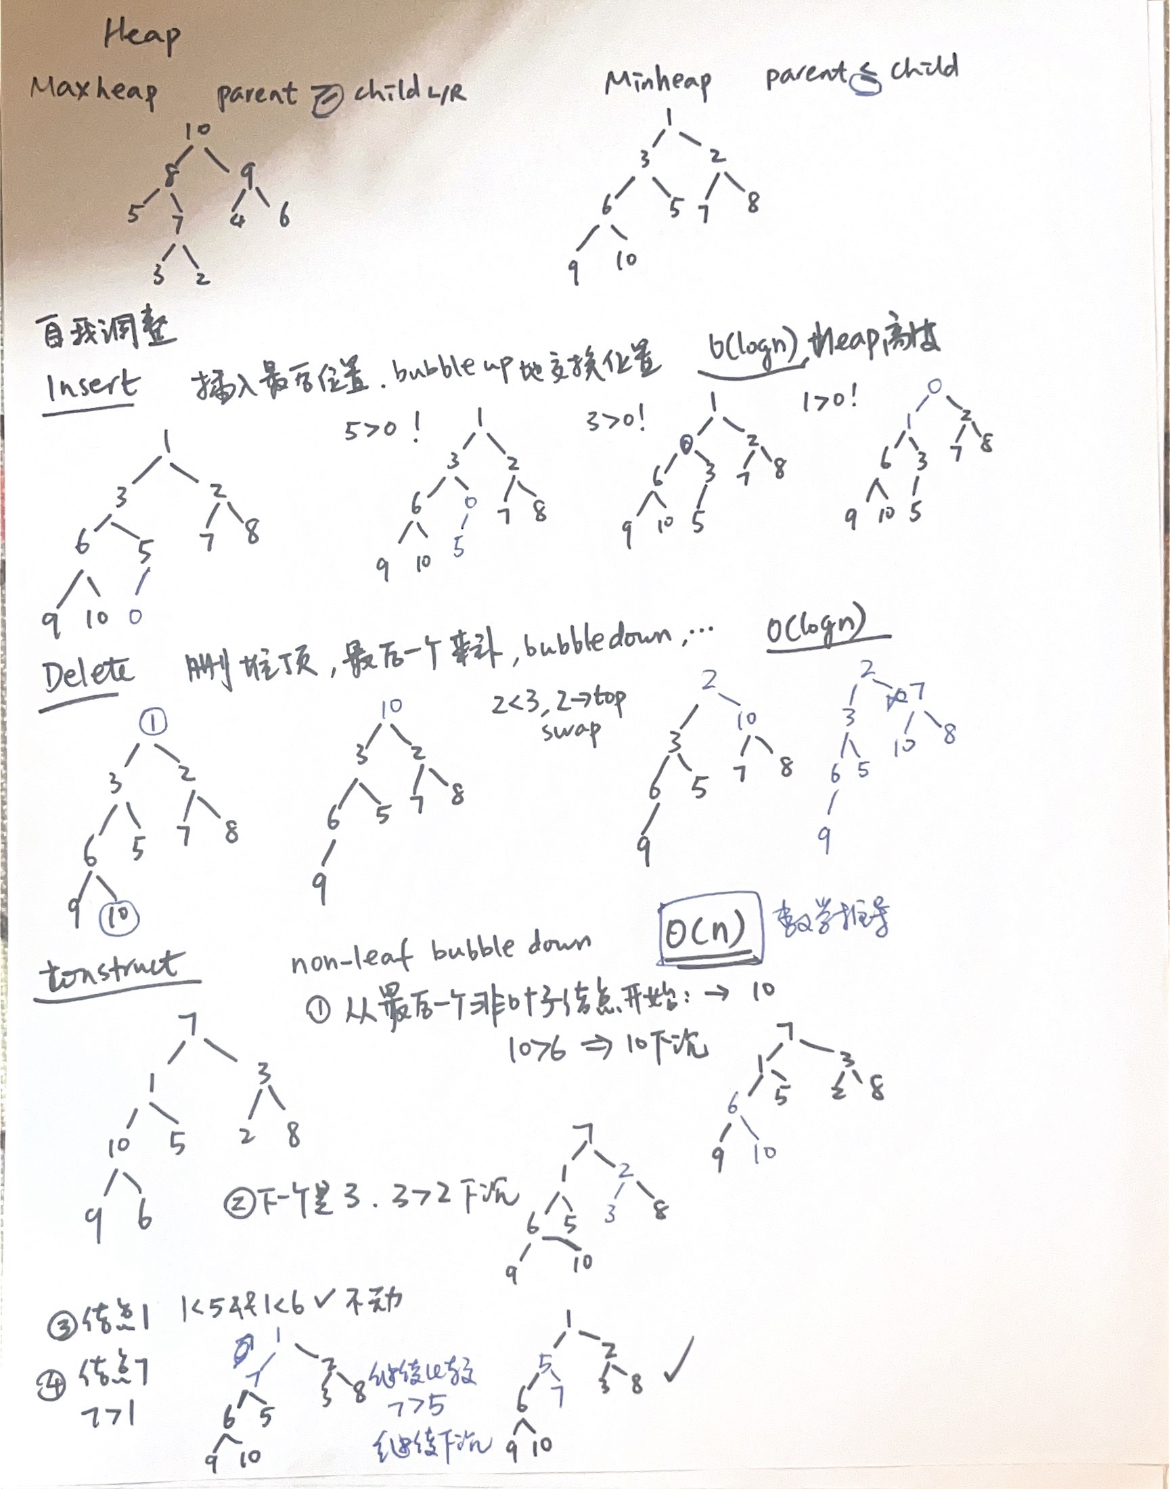 Heap
Maxheap parent ≥ child L/R
10
8 9
5 7 4 6
3 2
Minheap parent ≤ child
1
3 2
6 5 7 8
9 10
自我调整
Insert 插入最后位置. bubble up地交换位置 O(logn), heap高度
1
3 2
6 5 7 8
9 10 0
5>0!
1
3 2
6 0 7 8
9 10 5
3>0!
1
0 2
6 3 7 8
9 10 5
1>0!
0
1 2
6 3 7 8
9 10 5
Delete 删堆顶, 最后一个来补, bubble down, … O(logn)
1
3 2
6 5 7 8
9 10
10
3 2
6 5 7 8
9
2<3, 2→top
swap
2
3 10
6 5 7 8
9
2
3 7
6 5 10 8
9
Construct non-leaf bubble down O(n) 数学推导
① 从最后一个非叶子结点开始: → 10
10>6 ⇒ 10下沉
7
1 3
10 5 2 8
9 6
7
1 3
6 5 2 8
9 10
② 下一个是 3. 3>2 下沉
7
1 2
6 5 3 8
9 10
③ 结点1 1<5 和 1<6 ✓ 不动
④ 结点7
7>1
1
7 2
6 5 3 8
9 10
继续比较
7>5
继续下沉
1
5 2
6 7 3 8
9 10
✓